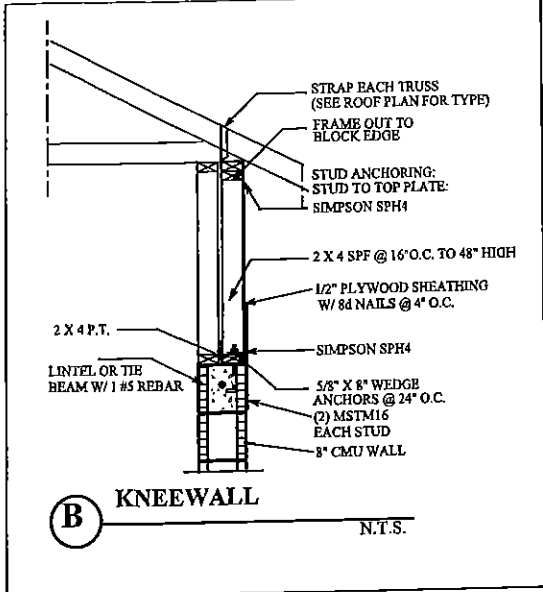 STRAP EACH TRUSS
(SEE ROOF PLAN FOR TYPE)
FRAME OUT TO
BLOCK EDGE
STUD ANCHORING:
STUD TO TOP PLATE:
SIMPSON SPH4
2 X 4 SPF @ 16" O.C. TO 48" HIGH
1/2" PLYWOOD SHEATHING
W/ 8d NAILS @ 4" O.C.
2 X 4 P.T.
SIMPSON SPH4
LINTEL OR TIE
BEAM W/ 1 #5 REBAR
5/8" X 8" WEDGE
ANCHORS @ 24" O.C.
(2) MSTM16
EACH STUD
8" CMU WALL
B
KNEEWALL
N.T.S.